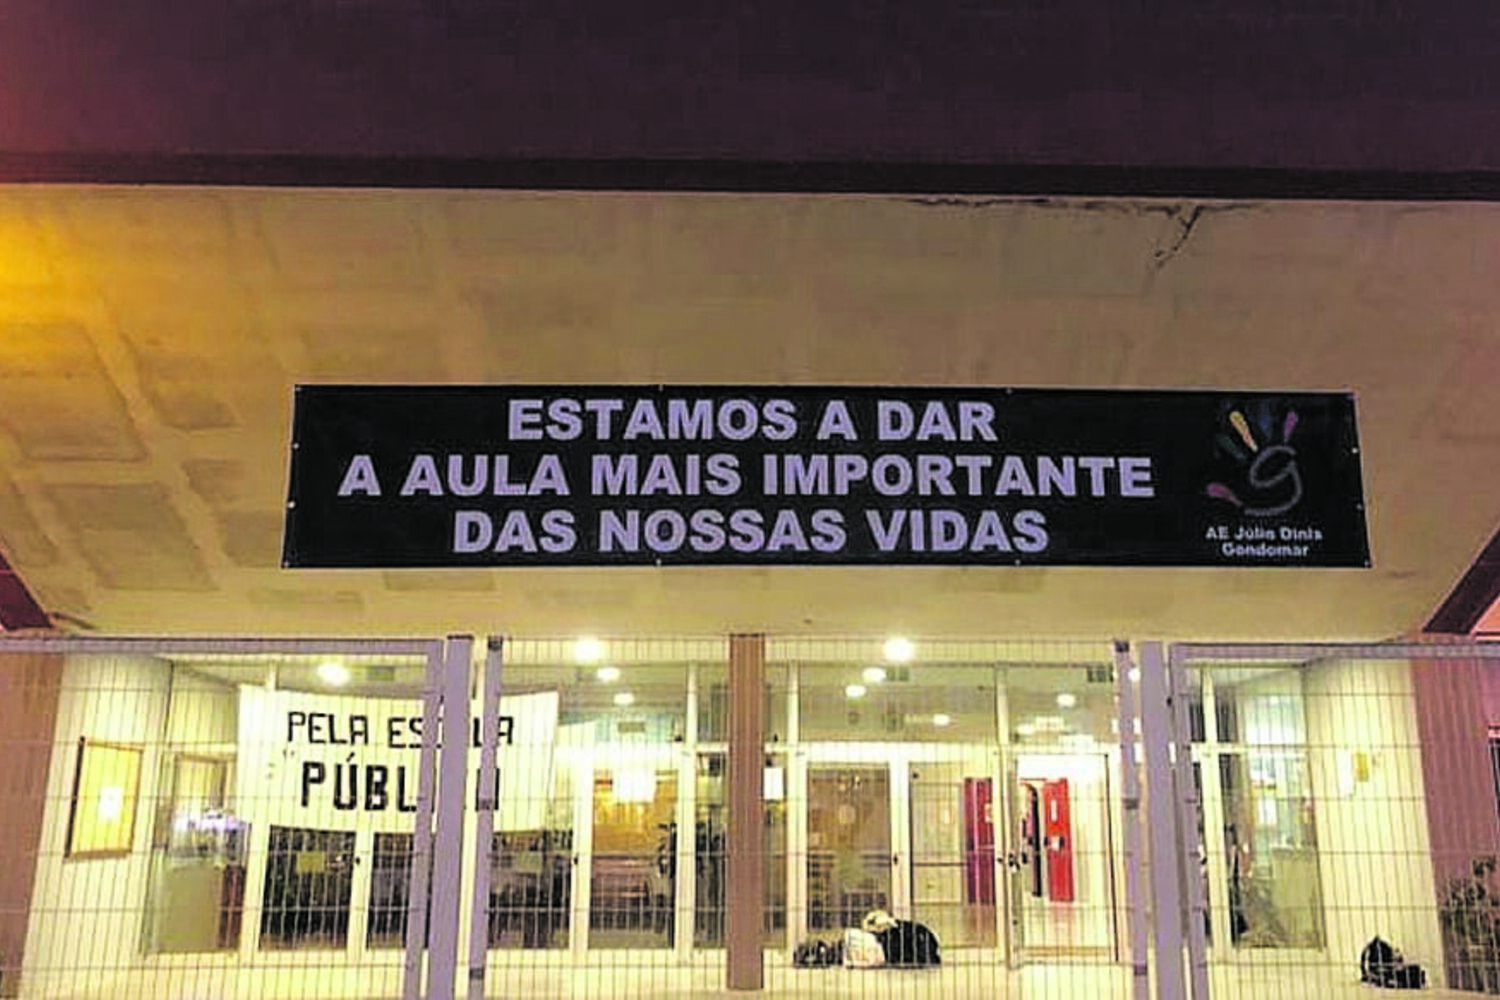 ESTAMOS A DAR
A AULA MAIS IMPORTANTE
DAS NOSSAS VIDAS
AE Júlio Dinis
Gondomar
PELA